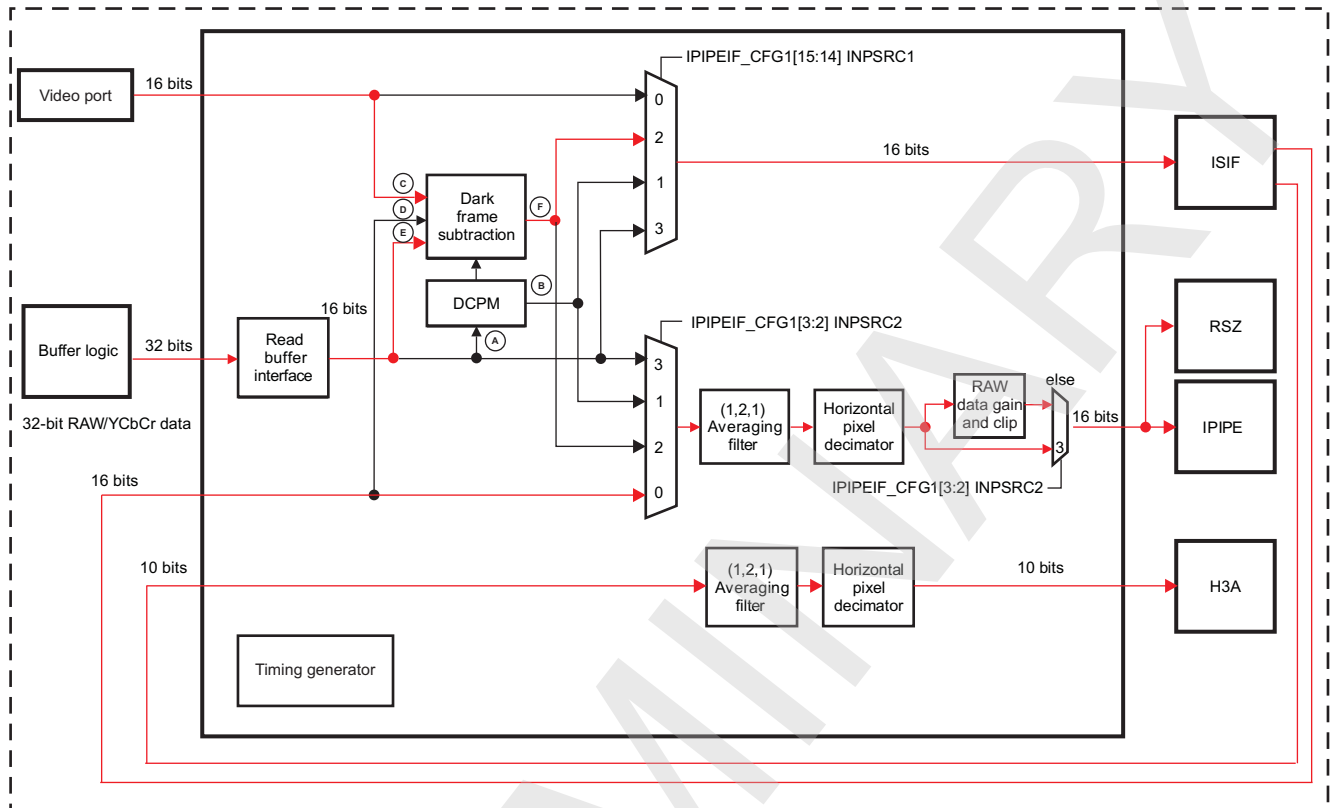 IPIPEIF_CFG1[15:14] INPSRC1
Video port
16 bits
0
2
1
3
16 bits
ISIF
C
D
E
Dark
frame
subtraction
F
DCPM
B
A
Buffer logic
32 bits
32-bit RAW/YCbCr data
Read
buffer
interface
16 bits
IPIPEIF_CFG1[3:2] INPSRC2
3
1
2
0
(1,2,1)
Averaging
filter
Horizontal
pixel
decimator
RAW
data gain
and clip
else
3
16 bits
IPIPEIF_CFG1[3:2] INPSRC2
RSZ
IPIPE
16 bits
10 bits
(1,2,1)
Averaging
filter
Horizontal
pixel
decimator
10 bits
H3A
Timing generator
MINARY